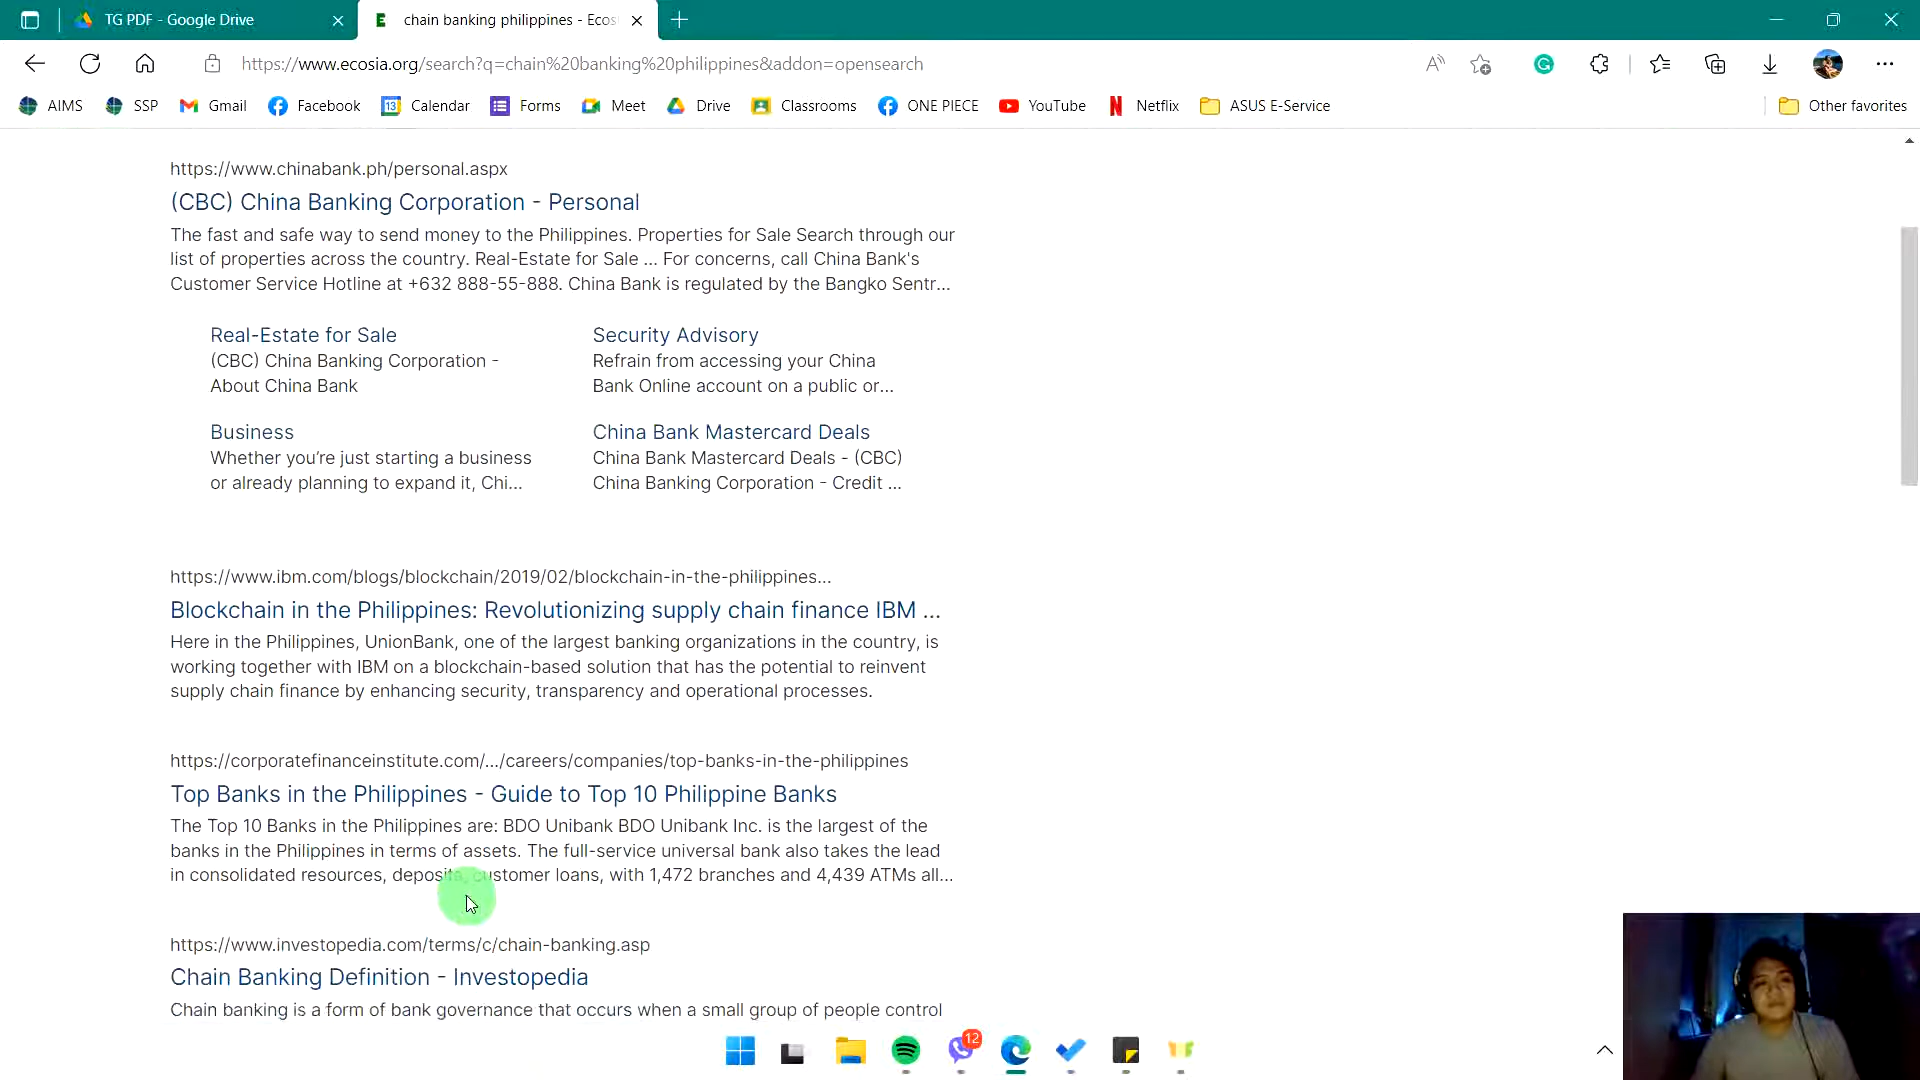 TG PDF - Google Drive
chain banking philippines - Ecos
https://www.ecosia.org/search?q=chain%20banking%20philippines&addon=opensearch
AIMS SSP Gmail Facebook Calendar Forms Meet Drive Classrooms ONE PIECE YouTube Netflix ASUS E-Service Other favorites
https://www.chinabank.ph/personal.aspx
(CBC) China Banking Corporation - Personal
The fast and safe way to send money to the Philippines. Properties for Sale Search through our
list of properties across the country. Real-Estate for Sale ... For concerns, call China Bank's
Customer Service Hotline at +632 888-55-888. China Bank is regulated by the Bangko Sentr...
Real-Estate for Sale
(CBC) China Banking Corporation -
About China Bank
Security Advisory
Refrain from accessing your China
Bank Online account on a public or...
Business
Whether you’re just starting a business
or already planning to expand it, Chi...
China Bank Mastercard Deals
China Bank Mastercard Deals - (CBC)
China Banking Corporation - Credit ...
https://www.ibm.com/blogs/blockchain/2019/02/blockchain-in-the-philippines...
Blockchain in the Philippines: Revolutionizing supply chain finance IBM ...
Here in the Philippines, UnionBank, one of the largest banking organizations in the country, is
working together with IBM on a blockchain-based solution that has the potential to reinvent
supply chain finance by enhancing security, transparency and operational processes.
https://corporatefinanceinstitute.com/.../careers/companies/top-banks-in-the-philippines
Top Banks in the Philippines - Guide to Top 10 Philippine Banks
The Top 10 Banks in the Philippines are: BDO Unibank BDO Unibank Inc. is the largest of the
banks in the Philippines in terms of assets. The full-service universal bank also takes the lead
in consolidated resources, deposits, customer loans, with 1,472 branches and 4,439 ATMs all...
https://www.investopedia.com/terms/c/chain-banking.asp
Chain Banking Definition - Investopedia
Chain banking is a form of bank governance that occurs when a small group of people control
12